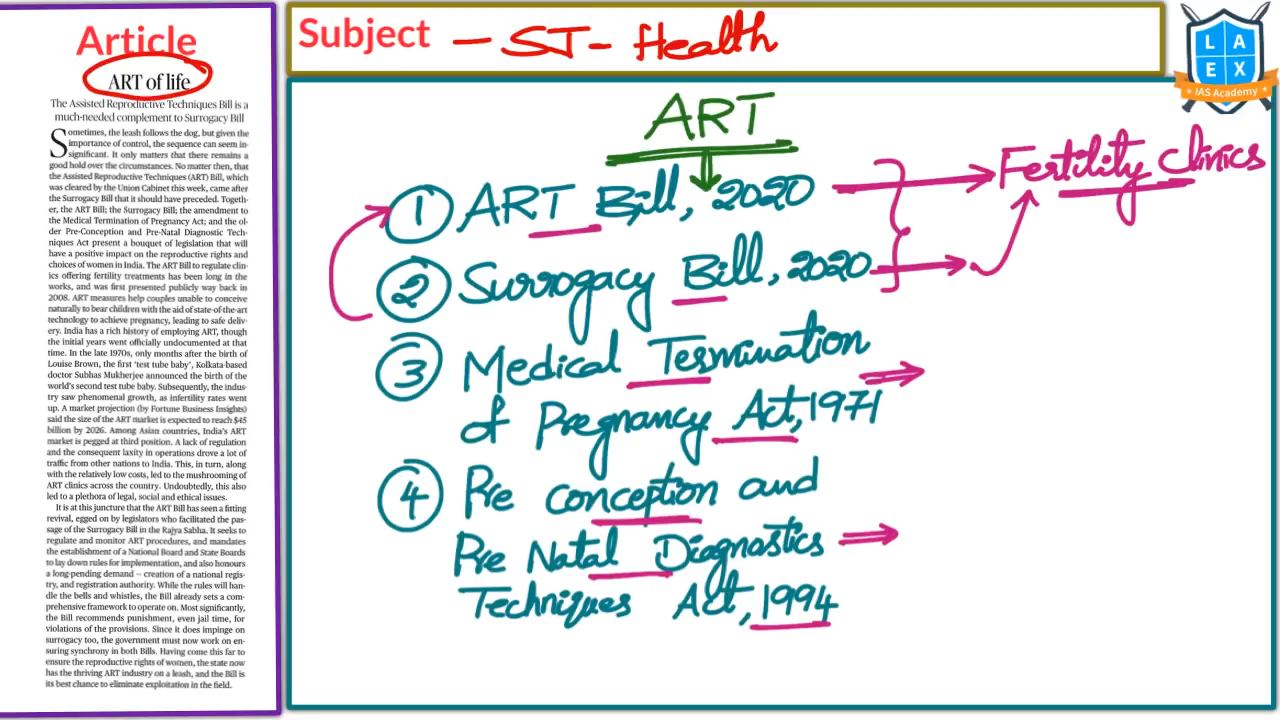 Article
ART of life
The Assisted Reproductive Techniques Bill is a
much-needed complement to Surrogacy Bill
Sometimes, the leash follows the dog, but given the
importance of control, the sequence can seem in-
significant. It only matters that there remains a
good hold over the circumstances. No matter then, that
the Assisted Reproductive Techniques (ART) Bill, which
was cleared by the Union Cabinet this week, came after
the Surrogacy Bill that it should have preceded. Togeth-
er, the ART Bill; the Surrogacy Bill; the amendment to
the Medical Termination of Pregnancy Act; and the ol-
der Pre-Conception and Pre-Natal Diagnostic Tech-
niques Act present a bouquet of legislation that will
have a positive impact on the reproductive rights and
choices of women in India. The ART Bill to regulate clin-
ics offering fertility treatments has been long in the
works, and was first presented publicly way back in
2008. ART measures help couples unable to conceive
naturally to bear children with the aid of state-of-the-art
technology to achieve pregnancy, leading to safe deliv-
ery. India has a rich history of employing ART, though
the initial years went officially undocumented at that
time. In the late 1970s, only months after the birth of
Louise Brown, the first 'test tube baby', Kolkata-based
doctor Subhas Mukherjee announced the birth of the
world's second test tube baby. Subsequently, the indus-
try saw phenomenal growth, as infertility rates went
up. A market projection (by Fortune Business Insights)
said the size of the ART market is expected to reach $45
billion by 2026. Among Asian countries, India's ART
market is pegged at third position. A lack of regulation
and the consequent laxity in operations drove a lot of
traffic from other nations to India. This, in turn, along
with the relatively low costs, led to the mushrooming of
ART clinics across the country. Undoubtedly, this also
led to a plethora of legal, social and ethical issues.
It is at this juncture that the ART Bill has seen a fitting
revival, egged on by legislators who facilitated the pas-
sage of the Surrogacy Bill in the Rajya Sabha. It seeks to
regulate and monitor ART procedures, and mandates
the establishment of a National Board and State Boards
to lay down rules for implementation, and also honours
a long-pending demand – creation of a national regis-
try, and registration authority. While the rules will han-
dle the bells and whistles, the Bill already sets a com-
prehensive framework to operate on. Most significantly,
the Bill recommends punishment, even jail time, for
violations of the provisions. Since it does impinge on
surrogacy too, the government must now work on en-
suring synchrony in both Bills. Having come this far to
ensure the reproductive rights of women, the state now
has the thriving ART industry on a leash, and the Bill is
its best chance to eliminate exploitation in the field.
Subject - ST - Health
LAEX
IAS Academy
ART
1 ART Bill, 2020
Fertility Clinics
2 Surrogacy Bill, 2020
3 Medical Termination
of Pregnancy Act, 1971
4 Pre conception and
Pre Natal Diagnostics
Techniques Act, 1994